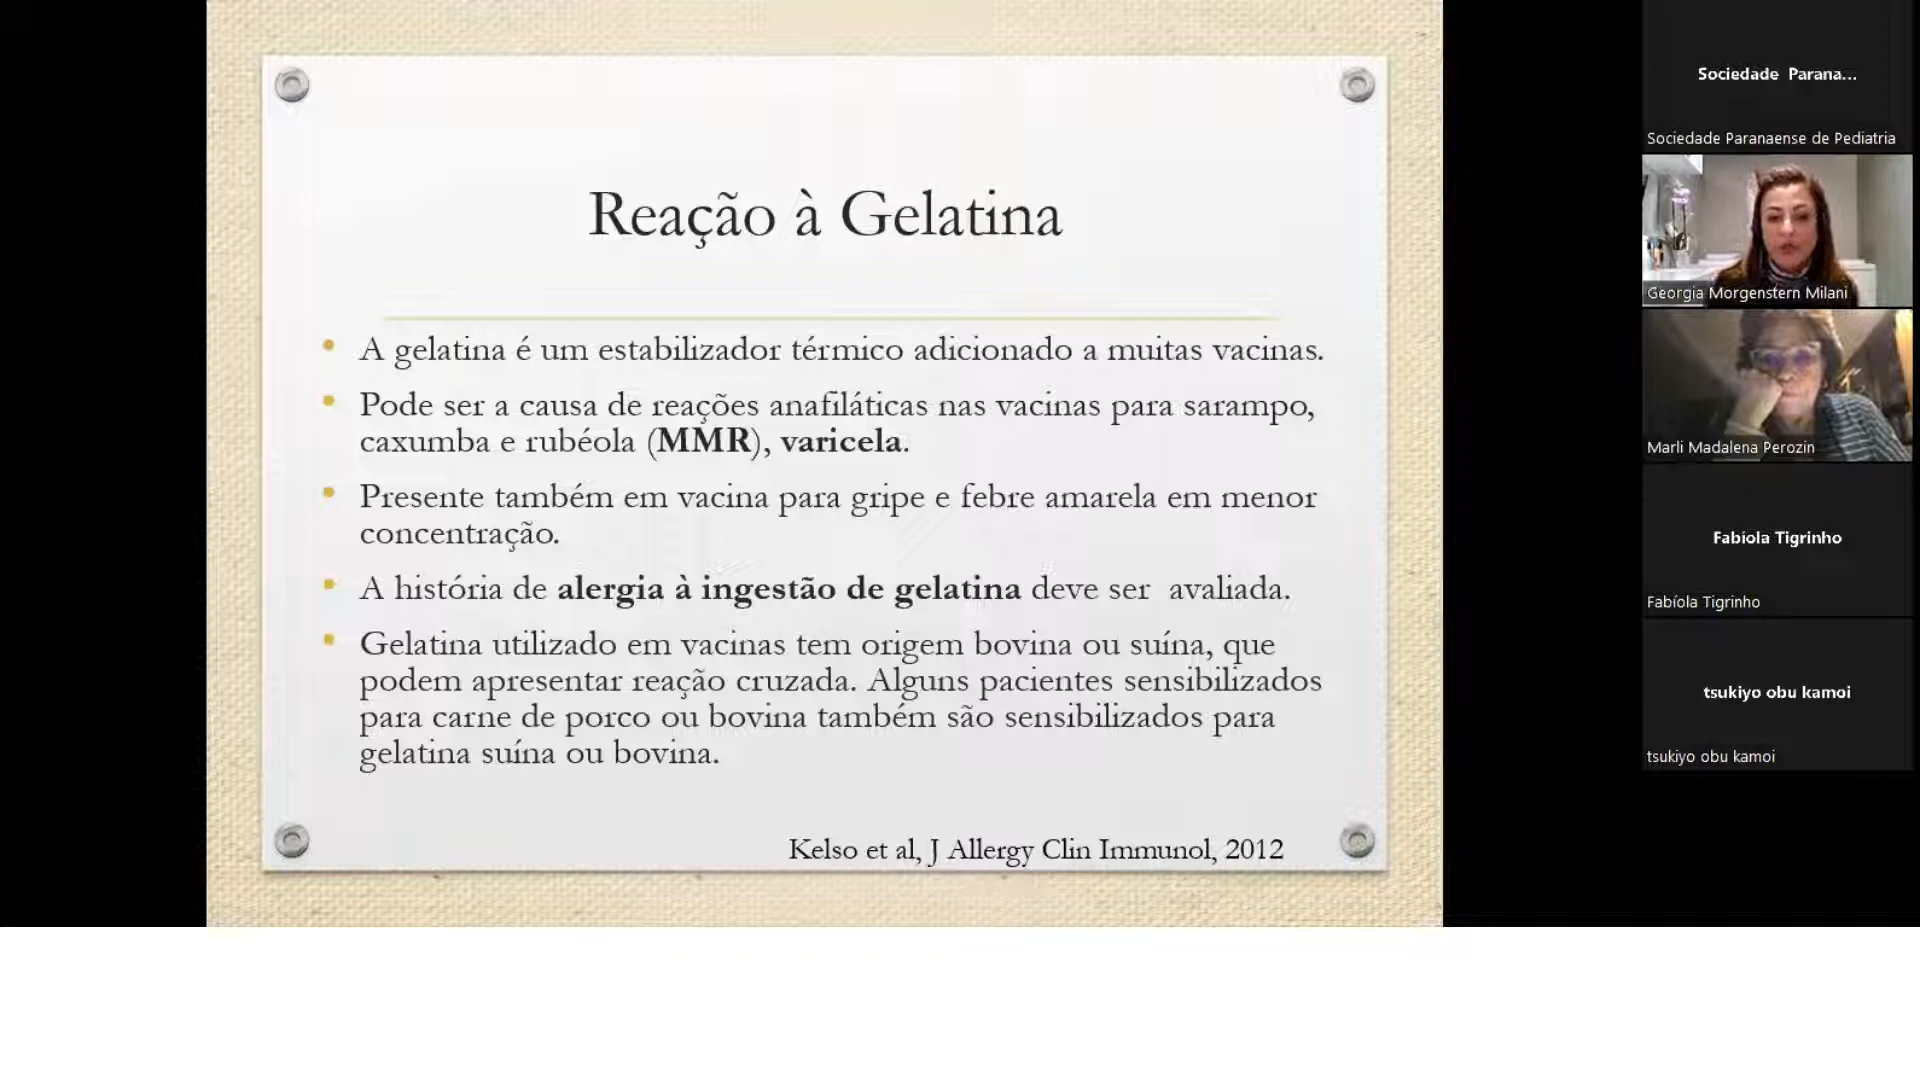 Reação à Gelatina
• A gelatina é um estabilizador térmico adicionado a muitas vacinas.
• Pode ser a causa de reações anafiláticas nas vacinas para sarampo,
caxumba e rubéola (MMR), varicela.
• Presente também em vacina para gripe e febre amarela em menor
concentração.
• A história de alergia à ingestão de gelatina deve ser avaliada.
• Gelatina utilizado em vacinas tem origem bovina ou suína, que
podem apresentar reação cruzada. Alguns pacientes sensibilizados
para carne de porco ou bovina também são sensibilizados para
gelatina suína ou bovina.
Kelso et al, J Allergy Clin Immunol, 2012
Sociedade Parana...
Sociedade Paranaense de Pediatria
Georgia Morgenstern Milani
Marli Madalena Perozin
Fabíola Tigrinho
Fabíola Tigrinho
tsukiyo obu kamoi
tsukiyo obu kamoi